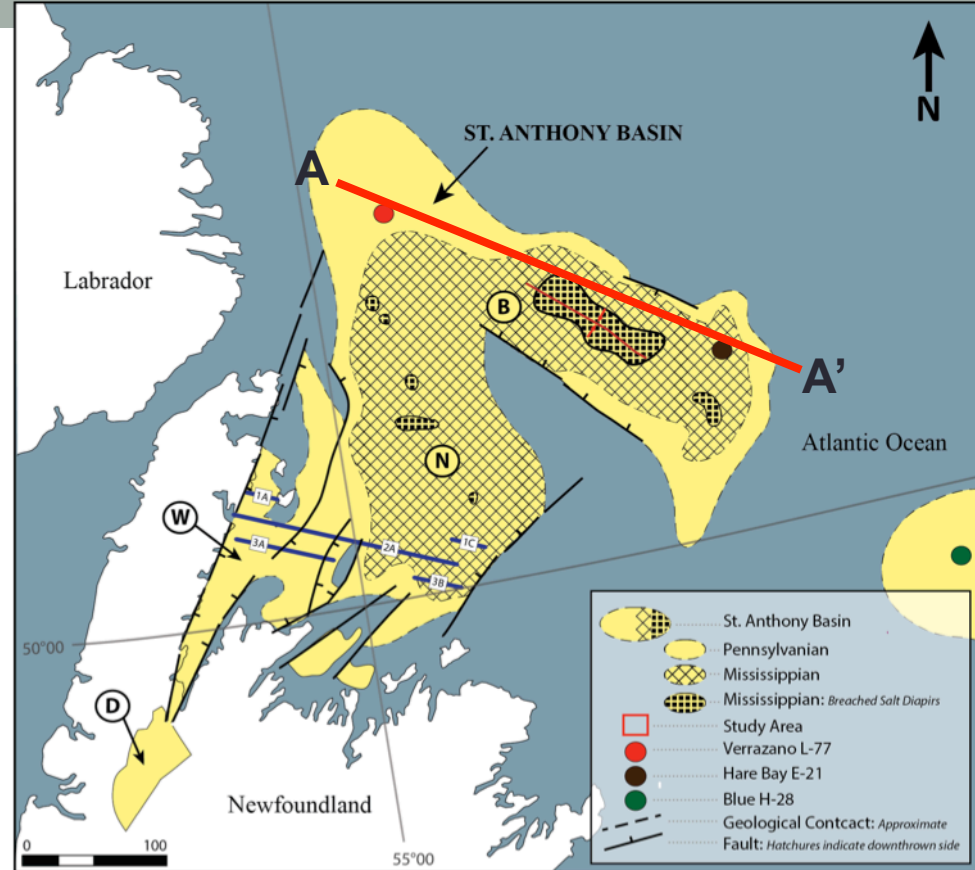 N
ST. ANTHONY BASIN
A
Labrador
B
A’
Atlantic Ocean
N
1A
W
3A
2A
1C
3B
50°00
D
Newfoundland
0 100
55°00
St. Anthony Basin
Pennsylvanian
Mississippian
Mississippian: Breached Salt Diapirs
Study Area
Verrazano L-77
Hare Bay E-21
Blue H-28
Geological Contcact: Approximate
Fault: Hatchures indicate downthrown side